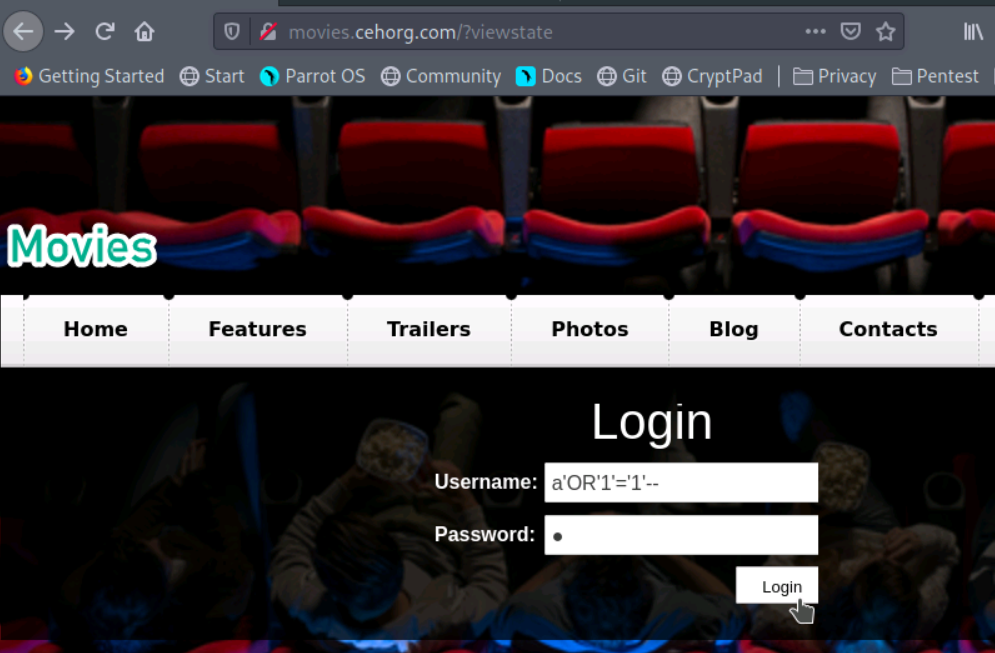 movies.cehorg.com/?viewstate
Getting Started Start Parrot OS Community Docs Git CryptPad Privacy Pentest
Movies
Home Features Trailers Photos Blog Contacts
Login
Username: a'OR'1'='1'--
Password: ●
Login